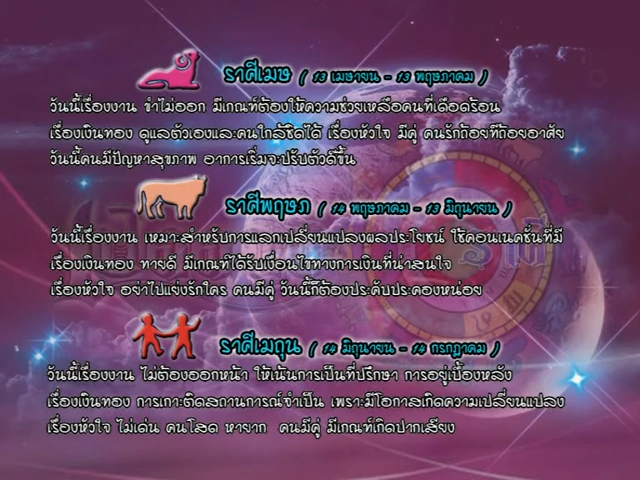 ราศีเมษ ( 13 เมษายน - 13 พฤษภาคม )
วันนี้เรื่องงาน ขำไม่ออก มีเกณฑ์ต้องให้ความช่วยเหลือคนที่เดือดร้อน
เรื่องเงินทอง ดูแลตัวเองและคนใกล้ชิดได้ เรื่องหัวใจ มีคู่ คนรักถ้อยทีถ้อยอาศัย
วันนี้คนมีปัญหาสุขภาพ อาการเริ่มจะปรับตัวดีขึ้น
ราศีพฤษภ ( 14 พฤษภาคม - 13 มิถุนายน )
วันนี้เรื่องงาน เหมาะสำหรับการแลกเปลี่ยนแปลงผลประโยชน์ ใช้คอนเนคชั่นที่มี
เรื่องเงินทอง ทายดี มีเกณฑ์ได้รับเงื่อนไขทางการเงินที่น่าสนใจ
เรื่องหัวใจ อย่าไปแย่งรักใคร คนมีคู่ วันนี้ก็ต้องประคับประคองหน่อย
ราศีเมถุน ( 14 มิถุนายน - 14 กรกฎาคม )
วันนี้เรื่องงาน ไม่ต้องออกหน้า ให้เน้นการเป็นที่ปรึกษา การอยู่เบื้องหลัง
เรื่องเงินทอง การเกาะติดสถานการณ์จำเป็น เพราะมีโอกาสเกิดความเปลี่ยนแปลง
เรื่องหัวใจ ไม่เด่น คนโสด หายาก คนมีคู่ มีเกณฑ์เกิดปากเสียง